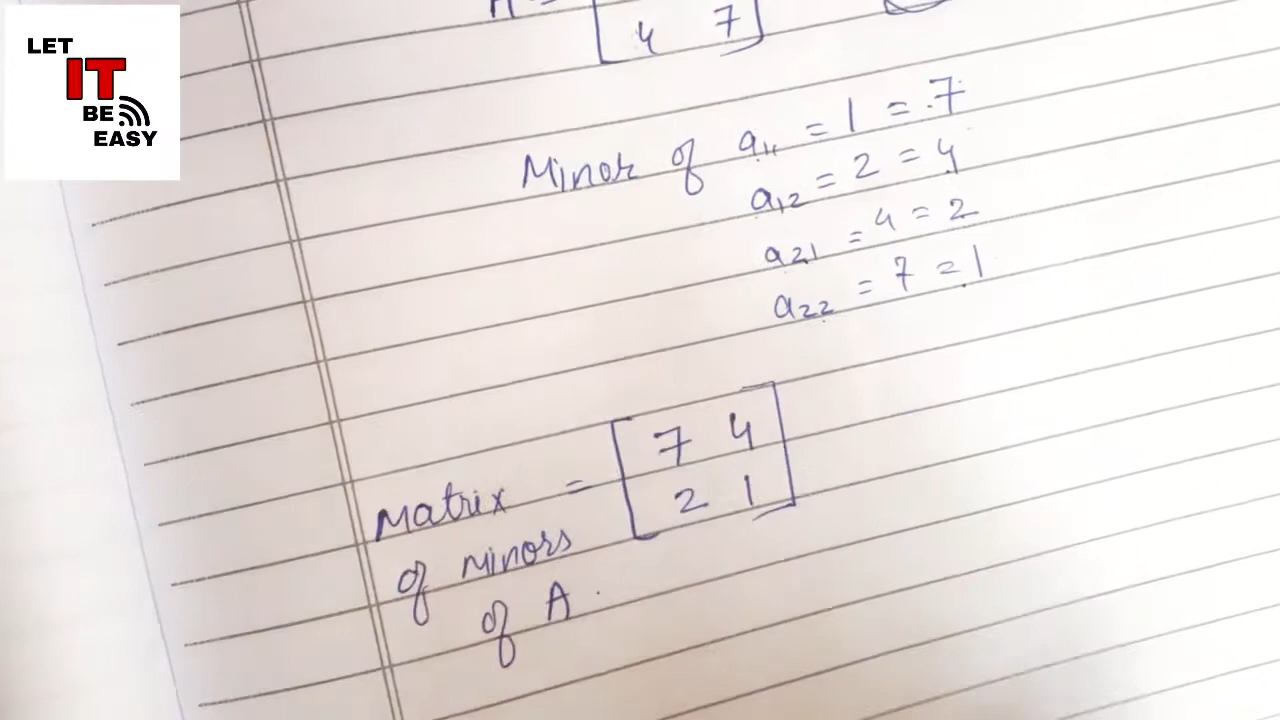 LET
IT
BE
EASY
4 7
Minor of a11 = 1 = 7
a12 = 2 = 4
a21 = 4 = 2
a22 = 7 = 1
Matrix = [7 4
2 1]
of Minors
of A.